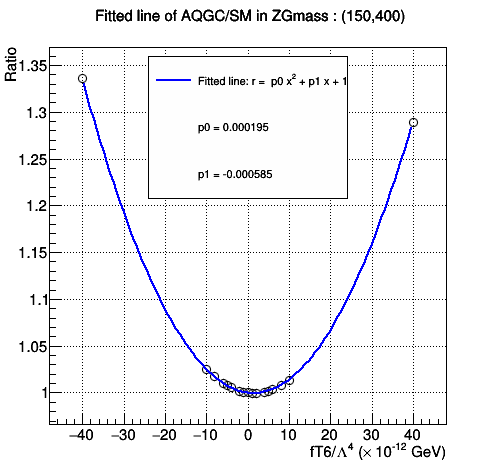 Fitted line of AQGC/SM in ZGmass : (150,400)
Ratio
1.35
1.3
1.25
1.2
1.15
1.1
1.05
1
Fitted line: r = p0 x² + p1 x + 1
p0 = 0.000195
p1 = -0.000585
−40 −30 −20 −10 0 10 20 30 40
fT6/Λ⁴ (× 10⁻¹² GeV)